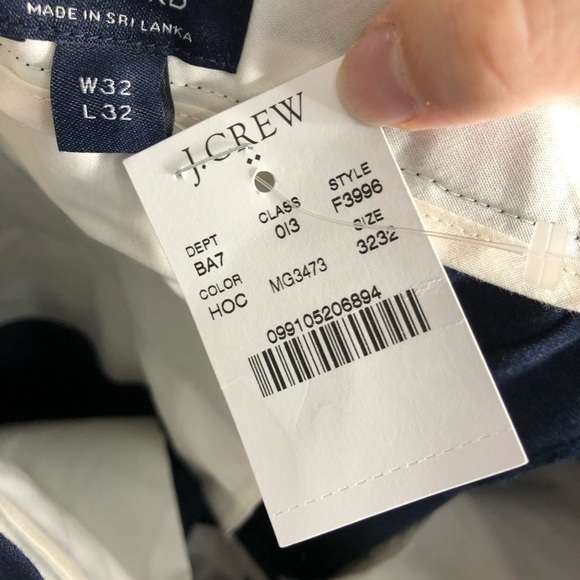 MADE IN SRI LANKA
W32
L32
J.CREW
DEPT CLASS STYLE
BA7 013 F3996
COLOR SIZE
HOC MG3473 3232
099105206894